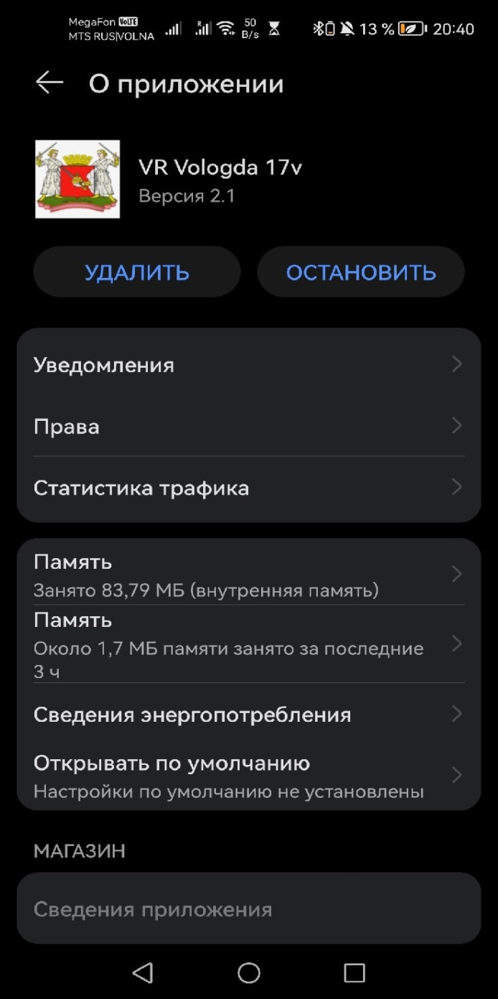 MegaFon VoLTE
MTS RUS|VOLNA
R
50
B/s
13 %
20:40
О приложении
VR Vologda 17v
Версия 2.1
УДАЛИТЬ
ОСТАНОВИТЬ
Уведомления
Права
Статистика трафика
Память
Занято 83,79 МБ (внутренняя память)
Память
Около 1,7 МБ памяти занято за последние
3 ч
Сведения энергопотребления
Открывать по умолчанию
Настройки по умолчанию не установлены
МАГАЗИН
Сведения приложения